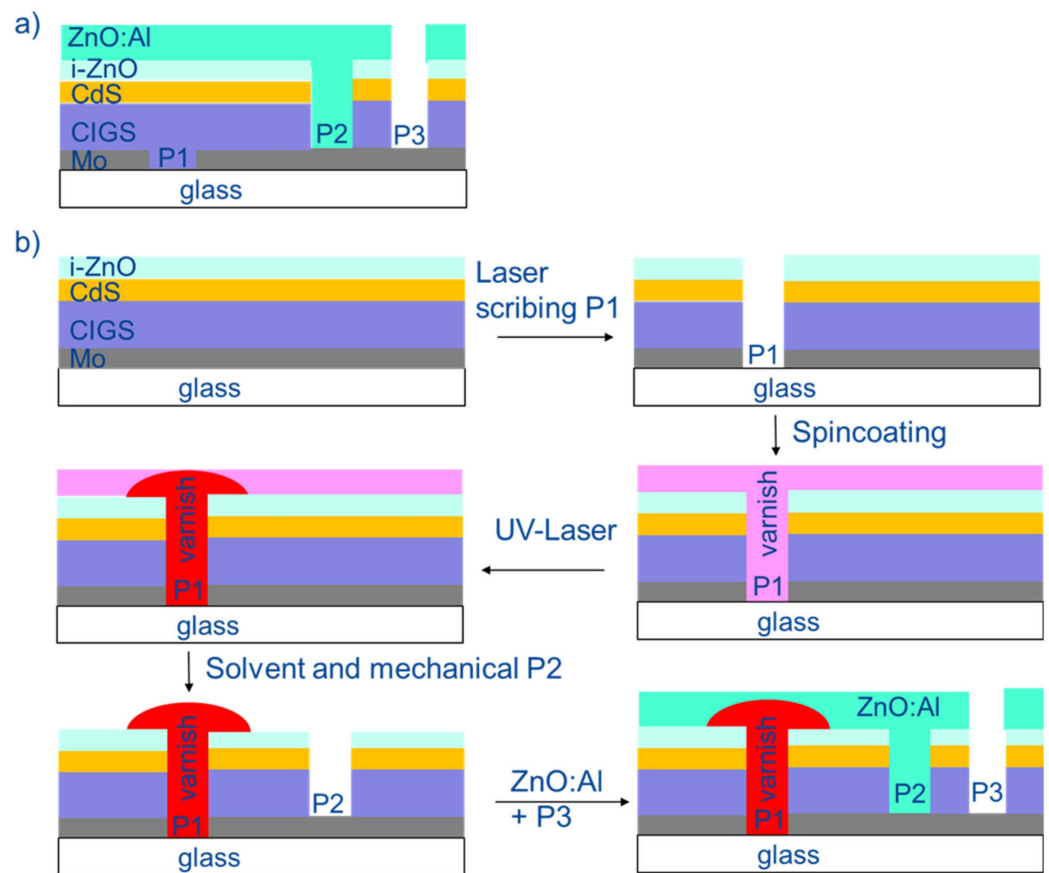 a)
ZnO:Al
i-ZnO
CdS
CIGS
P2
P3
Mo
P1
glass
b)
i-ZnO
CdS
CIGS
Mo
glass
Laser
scribing P1
P1
glass
Spincoating
varnish
P1
glass
UV-Laser
varnish
P1
glass
Solvent and mechanical P2
varnish
P1
P2
glass
ZnO:Al
+ P3
ZnO:Al
varnish
P1
P2
P3
glass